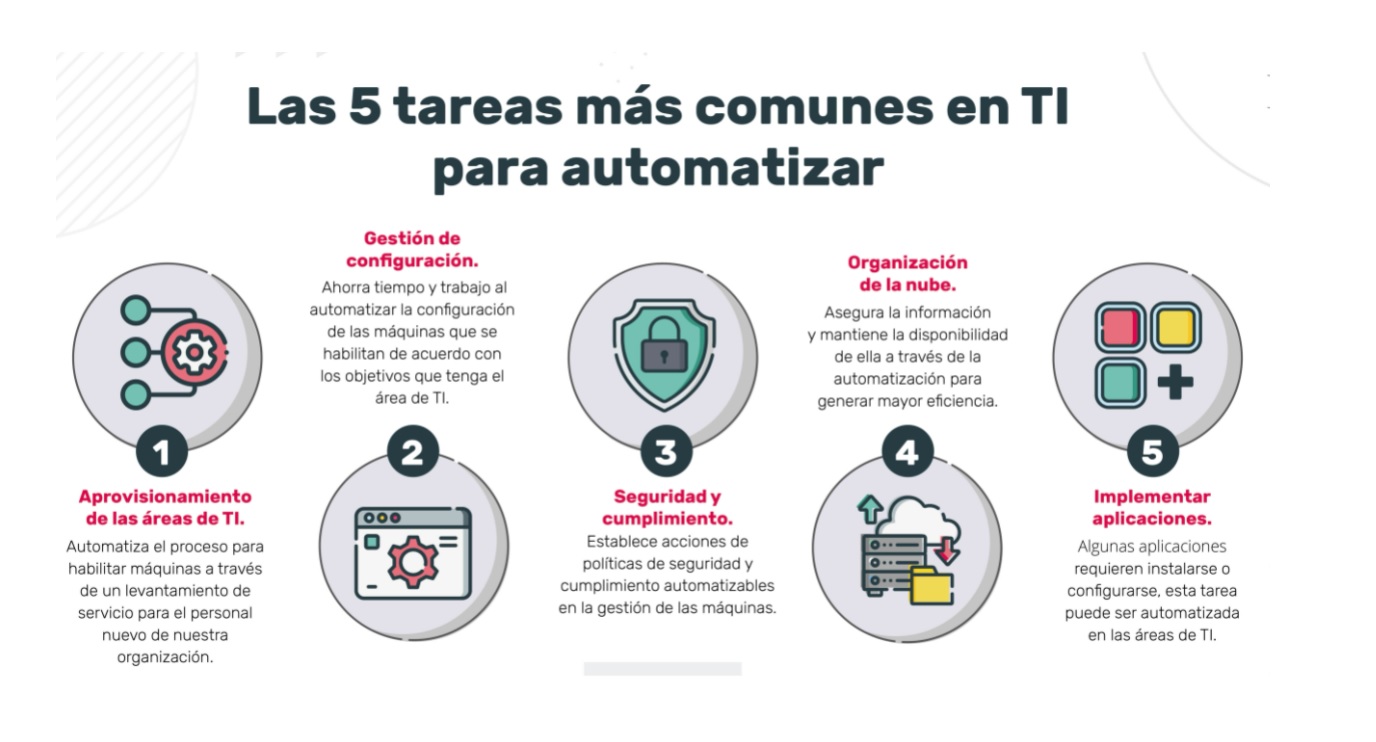 Las 5 tareas más comunes en TI
para automatizar
1
Aprovisionamiento
de las áreas de TI.
Automatiza el proceso para
habilitar máquinas a través
de un levantamiento de
servicio para el personal
nuevo de nuestra
organización.
Gestión de
configuración.
Ahorra tiempo y trabajo al
automatizar la configuración
de las máquinas que se
habilitan de acuerdo con
los objetivos que tenga el
área de TI.
2
3
Seguridad y
cumplimiento.
Establece acciones de
políticas de seguridad y
cumplimiento automatizables
en la gestión de las máquinas.
Organización
de la nube.
Asegura la información
y mantiene la disponibilidad
de ella a través de la
automatización para
generar mayor eficiencia.
4
5
Implementar
aplicaciones.
Algunas aplicaciones
requieren instalarse o
configurarse, esta tarea
puede ser automatizada
en las áreas de TI.